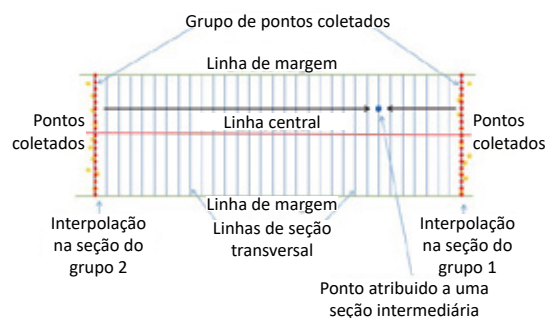 Grupo de pontos coletados
Linha de margem
Pontos
coletados
Linha central
Pontos
coletados
Linha de margem
Linhas de seção
transversal
Interpolação
na seção do
grupo 2
Interpolação
na seção do
grupo 1
Ponto atribuido a uma
seção intermediária